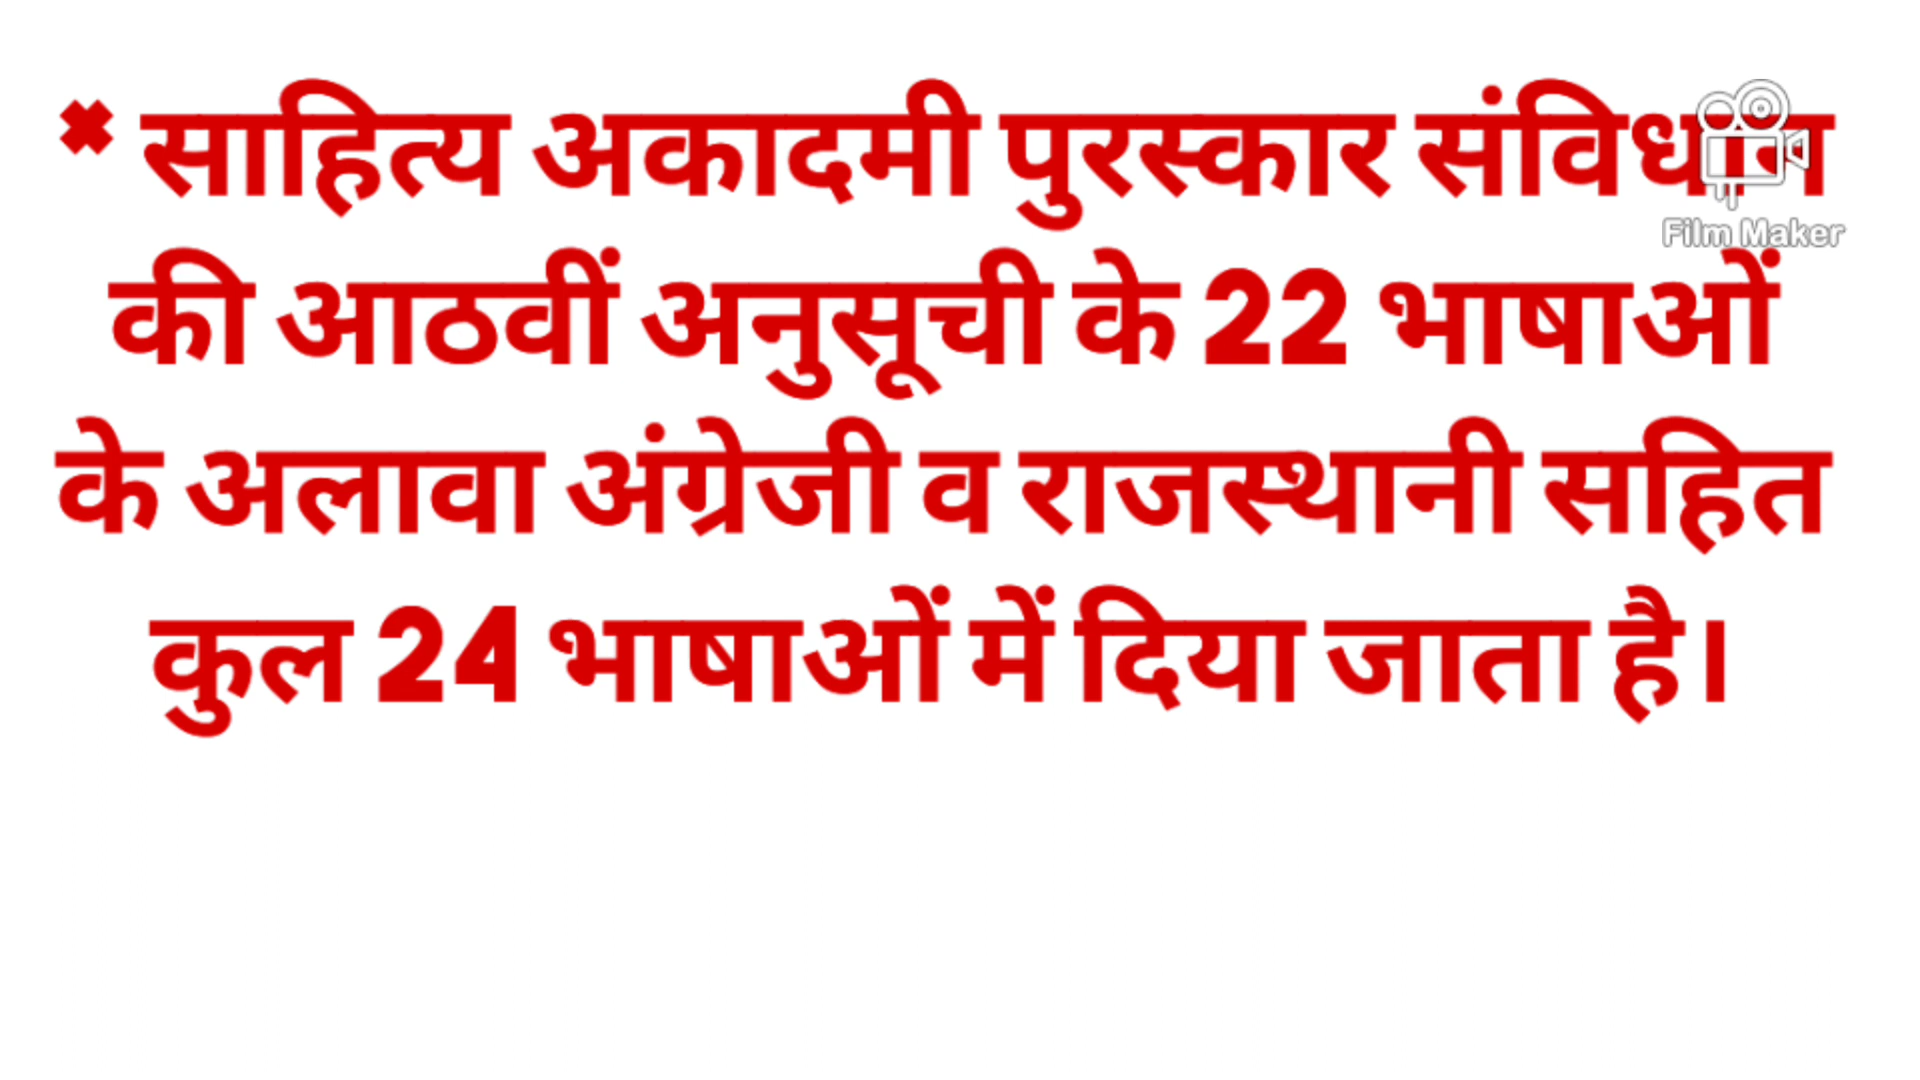 * साहित्य अकादमी पुरस्कार संविधान
Film Maker
की आठवीं अनुसूची के 22 भाषाओं
के अलावा अंग्रेजी व राजस्थानी सहित
कुल 24 भाषाओं में दिया जाता है।